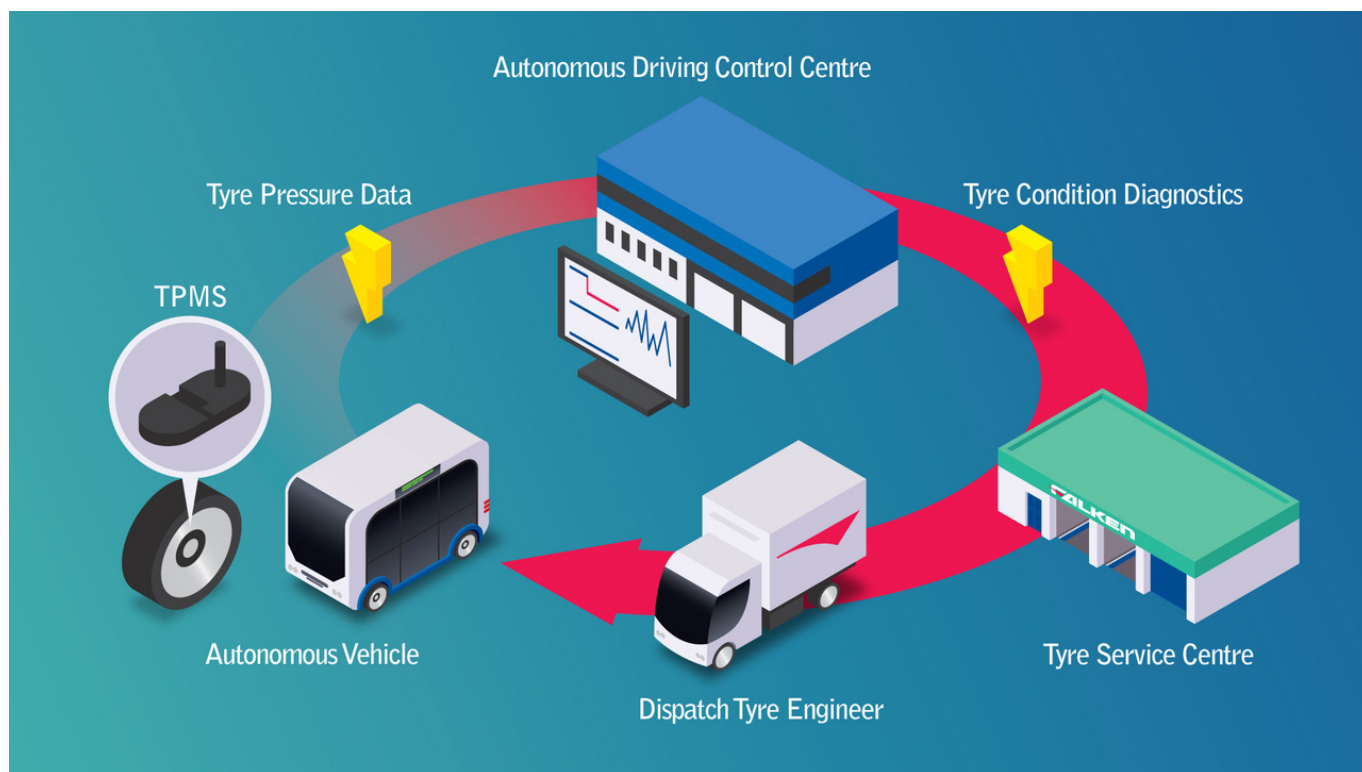 Autonomous Driving Control Centre
Tyre Pressure Data
Tyre Condition Diagnostics
TPMS
FALKEN
Autonomous Vehicle
Tyre Service Centre
Dispatch Tyre Engineer